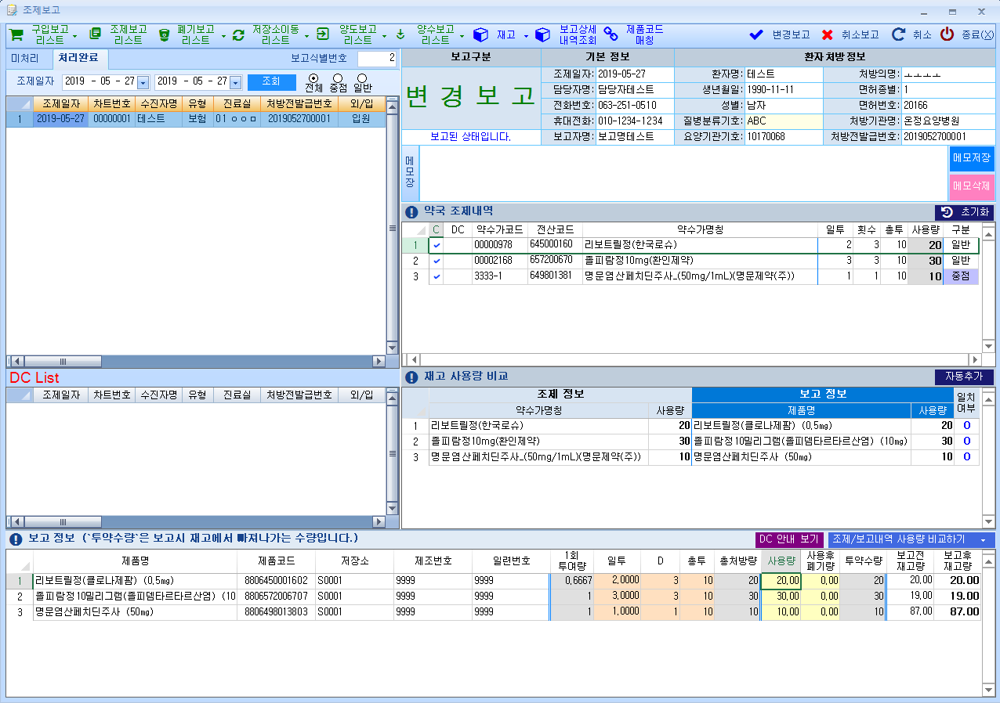 조제보고
구입보고 리스트 조제보고 리스트 폐기보고 리스트 저장소이동 리스트 양도보고 리스트 양수보고 리스트 재고 보고상세 내역조회 제품코드 매칭 변경보고 취소보고 취소 종료(X)
미처리 처리완료 보고식별번호 2
조제일자 2019 - 05 - 27 2019 - 05 - 27 조회 전체 중점 일반
조제일자 차트번호 수진자명 유형 진료실 처방전발급번호 외/입
1 2019-05-27 00000001 테스트 보험 01 ㅇㅇㅁ 2019052700001 입원
DC List
조제일자 차트번호 수진자명 유형 진료실 처방전발급번호 외/입
보고구분 기본 정보 환자 처방 정보
변 경 보 고
보고된 상태입니다.
조제일자: 2019-05-27 환자명: 테스트 처방의명: ㅗㅗㅗㅗ
담당자명: 담당자테스트 생년월일: 1990-11-11 면허종별: 1
전화번호: 063-251-0510 성별: 남자 면허번호: 20166
휴대전화: 010-1234-1234 질병분류기호: ABC 처방기관명: 온정요양병원
보고자명: 보고명테스트 요양기관기호: 10170068 처방전발급번호: 2019052700001
메모장 메모저장
메모삭제
약국 조제내역 초기화
C DC 약수가코드 전산코드 약수가명칭 일투 횟수 총투 사용량 구분
1 00000978 645000160 리보트릴정(한국로슈) 2 3 10 20 일반
2 00002168 657200670 졸피람정10mg(환인제약) 3 3 10 30 일반
3 3333-1 649801381 명문염산페치딘주사_(50mg/1mL)(명문제약(주)) 1 1 10 10 중점
재고 사용량 비교 자동추가
조제 정보 보고 정보 일치 여부
약수가명칭 사용량 제품명 사용량
1 리보트릴정(한국로슈) 20 리보트릴정(클로나제팜) (0,5㎎) 20 O
2 졸피람정10mg(환인제약) 30 졸피람정10밀리그램(졸피뎀타르타르산염) (10㎎) 30 O
3 명문염산페치딘주사_(50mg/1mL)(명문제약(주)) 10 명문염산페치딘주사 (50㎎) 10 O
보고 정보 (`투약수량`은 보고시 재고에서 빠져나가는 수량입니다.) DC 안내 보기 조제/보고내역 사용량 비교하기
제품명 제품코드 저장소 제조번호 일련번호 1회 투여량 일투 D 총투 총처방량 사용량 사용후 폐기량 투약수량 보고전 재고량 보고후 재고량
1 리보트릴정(클로나제팜) (0,5㎎) 8806450001602 S0001 9999 9999 0,6667 2,0000 3 10 20 20,00 0,00 20 20,00 20.00
2 졸피람정10밀리그램(졸피뎀타르타르산염) (10 8806572006707 S0001 9999 9999 1 3,0000 3 10 30 30,00 0,00 30 19,00 19.00
3 명문염산페치딘주사 (50㎎) 8806498013803 S0001 9999 9999 1 1,0000 1 10 10 10,00 0,00 10 87,00 87.00